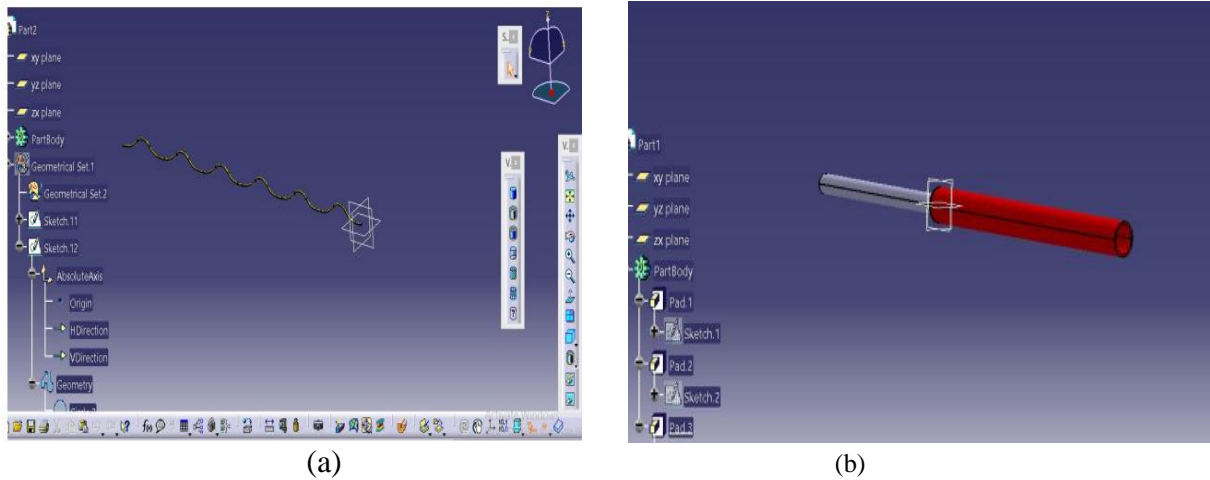 Part2
xy plane
yz plane
zx plane
PartBody
Geometrical Set.1
Geometrical Set.2
Sketch.11
Sketch.12
AbsoluteAxis
Origin
HDirection
VDirection
Geometry
S..
V..
V..
z
f(x)
(a)
Part1
xy plane
yz plane
zx plane
PartBody
Pad.1
Sketch.1
Pad.2
Sketch.2
Pad.3
(b)